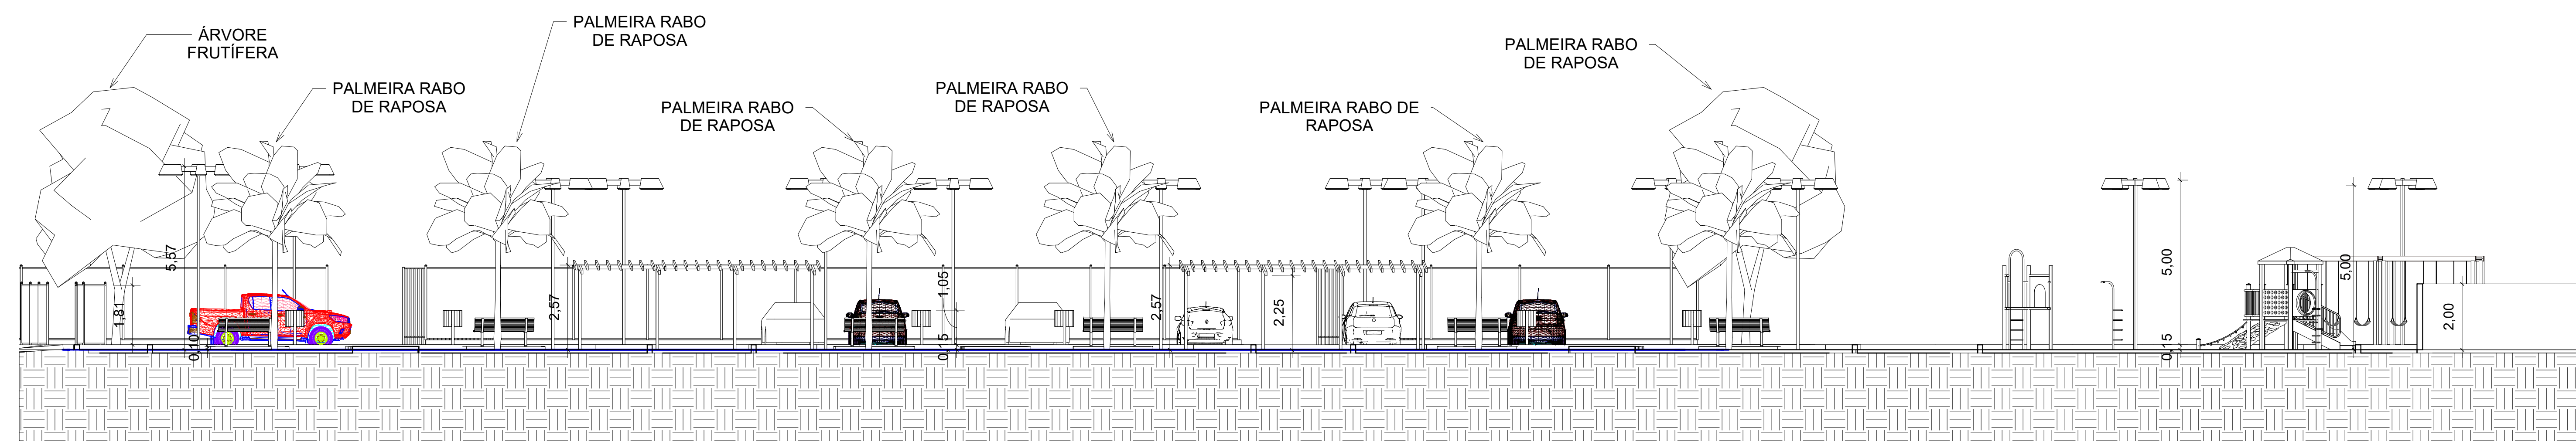 ÁRVORE
FRUTÍFERA
PALMEIRA RABO
DE RAPOSA
PALMEIRA RABO
DE RAPOSA
PALMEIRA RABO
DE RAPOSA
PALMEIRA RABO
DE RAPOSA
PALMEIRA RABO DE
RAPOSA
PALMEIRA RABO
DE RAPOSA
5,57
1,81
0,10
2,57
1,05
0,15
2,57
2,25
5,00
0,15
5,00
2,00